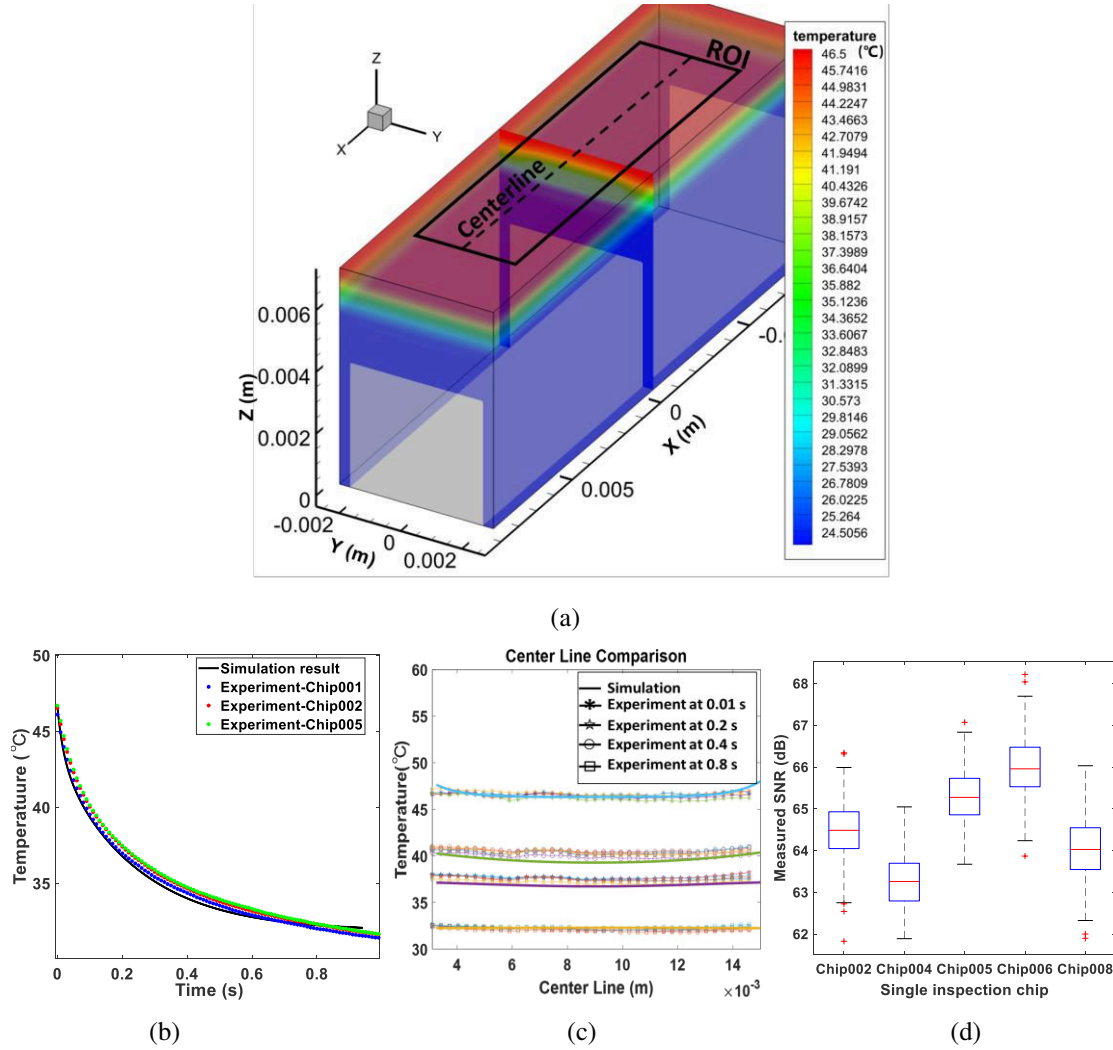 temperature
(℃)
46.5
45.7416
44.9831
44.2247
43.4663
42.7079
41.9494
41.191
40.4326
39.6742
38.9157
38.1573
37.3989
36.6404
35.882
35.1236
34.3652
33.6067
32.8483
32.0899
31.3315
30.573
29.8146
29.0562
28.2978
27.5393
26.7809
26.0225
25.264
24.5056
ROI
Centerline
Z
Y
X
0.006
0.004
0.002
0
Z (m)
-0.002
0
0.002
Y (m)
0.005
0
X (m)
(a)
50
45
40
35
Temperatuure (°C)
0
0.2
0.4
0.6
0.8
Time (s)
Simulation result
Experiment-Chip001
Experiment-Chip002
Experiment-Chip005
(b)
Center Line Comparison
Simulation
Experiment at 0.01 s
Experiment at 0.2 s
Experiment at 0.4 s
Experiment at 0.8 s
60
55
50
45
40
35
30
Temperature(°C)
4
6
8
10
12
14
×10⁻³
Center Line (m)
(c)
68
67
66
65
64
63
62
Measured SNR (dB)
Chip002 Chip004 Chip005 Chip006 Chip008
Single inspection chip
(d)